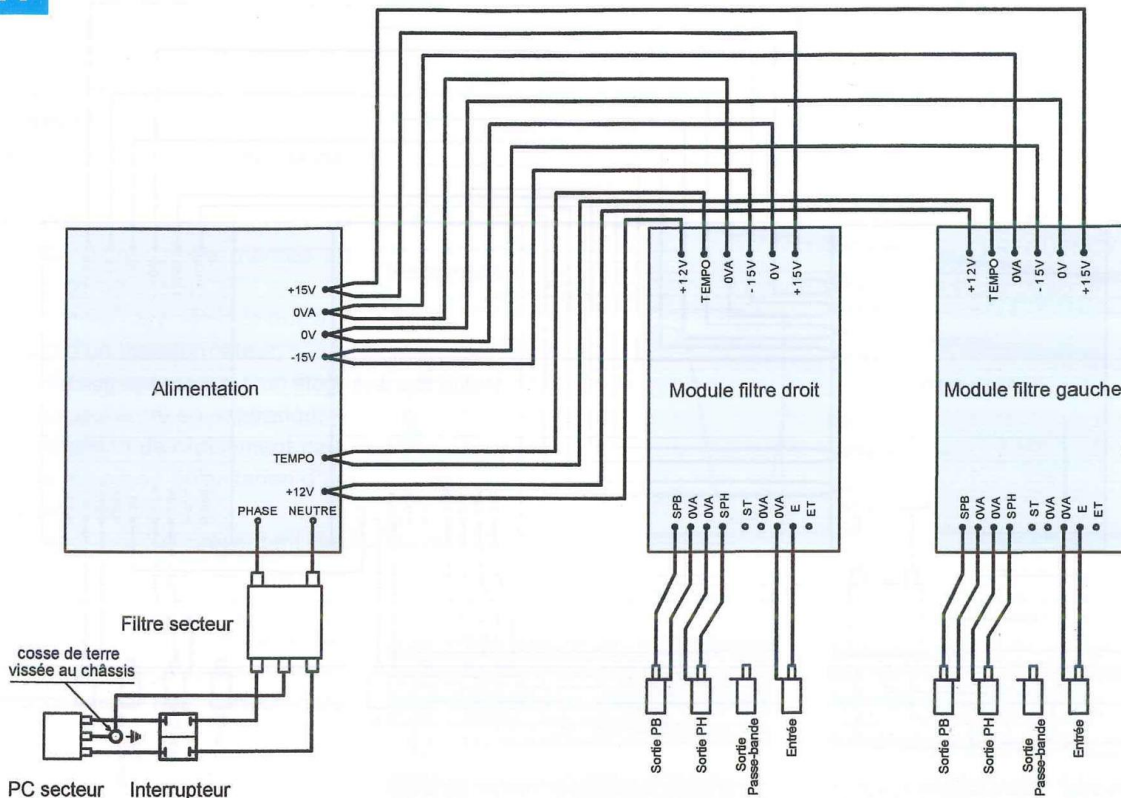 +15V
0VA
0V
-15V
Alimentation
TEMPO
+12V
PHASE NEUTRE
+12V
TEMPO
0VA
-15V
0V
+15V
Module filtre droit
SPB
0VA
0VA
SPH
ST
0VA
0VA
E
ET
+12V
TEMPO
0VA
-15V
0V
+15V
Module filtre gauche
SPB
0VA
0VA
SPH
ST
0VA
0VA
E
ET
Filtre secteur
cosse de terre
vissée au châssis
PC secteur
Interrupteur
Sortie PB
Sortie PH
Sortie
Passe-bande
Entrée
Sortie PB
Sortie PH
Sortie
Passe-bande
Entrée